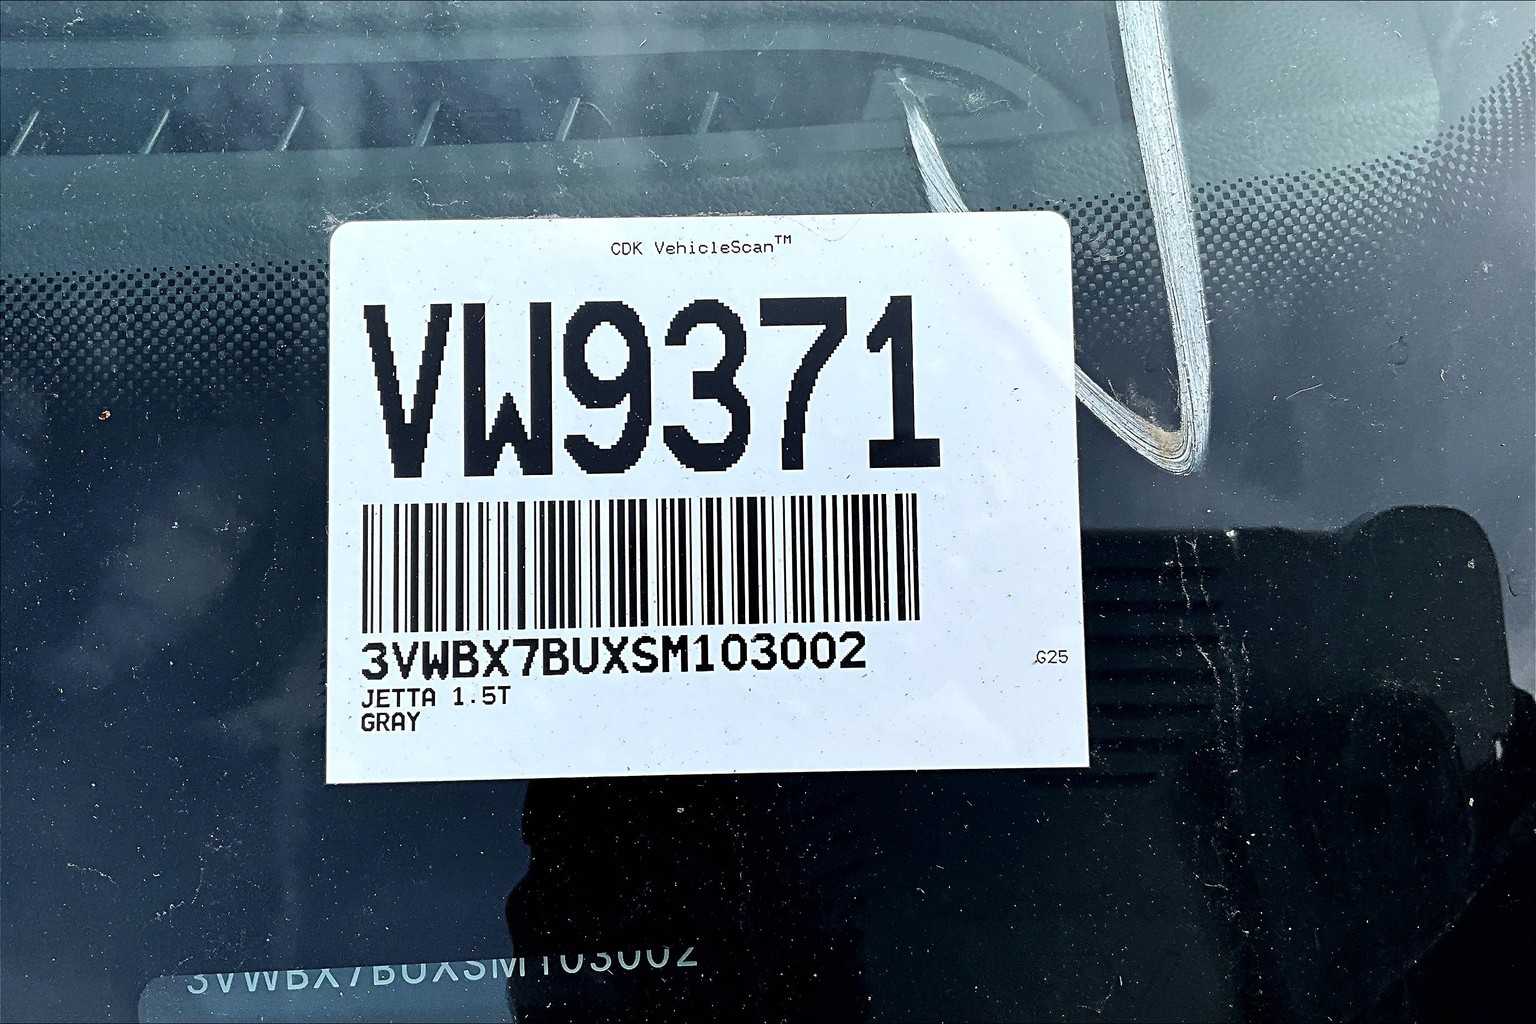 CDK VehicleScan™
VW9371
3VWBX7BUXSM103002
G25
JETTA 1.5T
GRAY
3VWBX7BUXSM103002